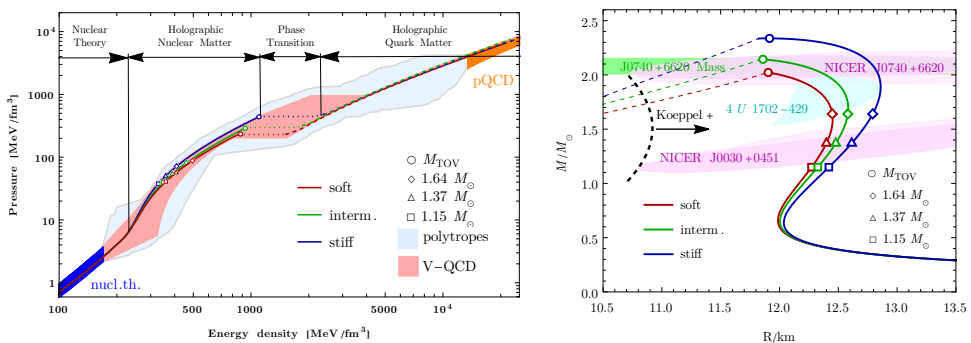 Nuclear Theory
Holographic Nuclear Matter
Phase Transition
Holographic Quark Matter
pQCD
nucl.th.
soft
interm.
stiff
M_TOV
1.64 M_⊙
1.37 M_⊙
1.15 M_⊙
polytropes
V-QCD
Pressure [MeV/fm³]
10⁴
1000
100
10
1
100
500
1000
5000
10⁴
Energy density [MeV/fm³]
J0740+6620 Mass
NICER J0740+6620
4 U 1702-429
Koeppel +
NICER J0030+0451
soft
interm.
stiff
M_TOV
1.64 M_⊙
1.37 M_⊙
1.15 M_⊙
M/M_⊙
2.5
2.0
1.5
1.0
0.5
0.0
10.5
11.0
11.5
12.0
12.5
13.0
13.5
R/km